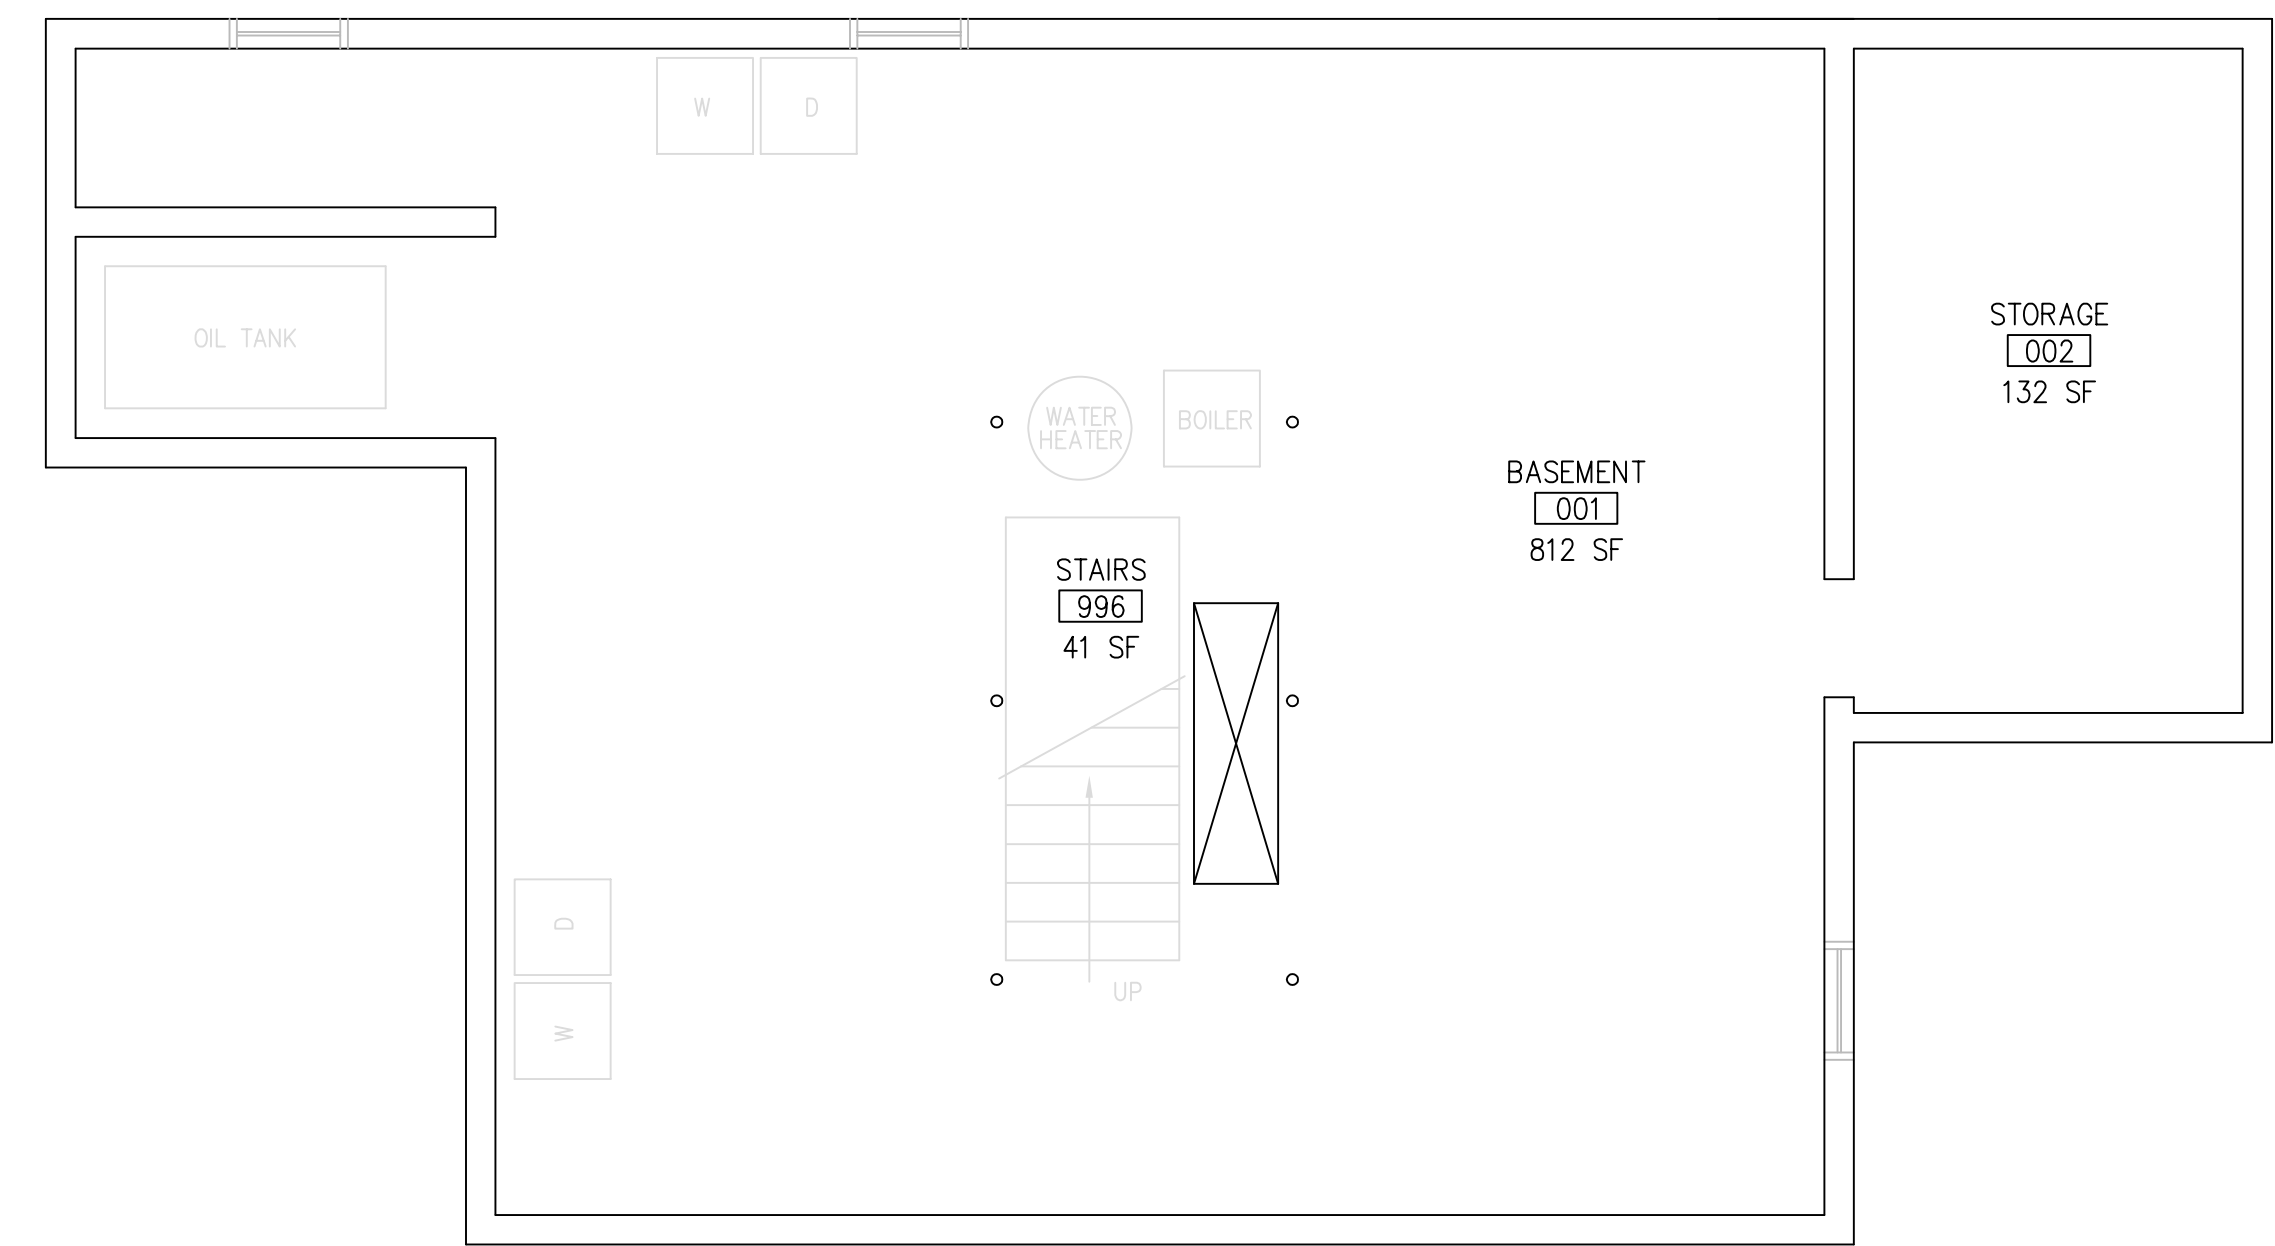 W
D
STORAGE
002
132 SF
OIL TANK
WATER
HEATER
BOILER
BASEMENT
001
812 SF
STAIRS
996
41 SF
D
UP
W